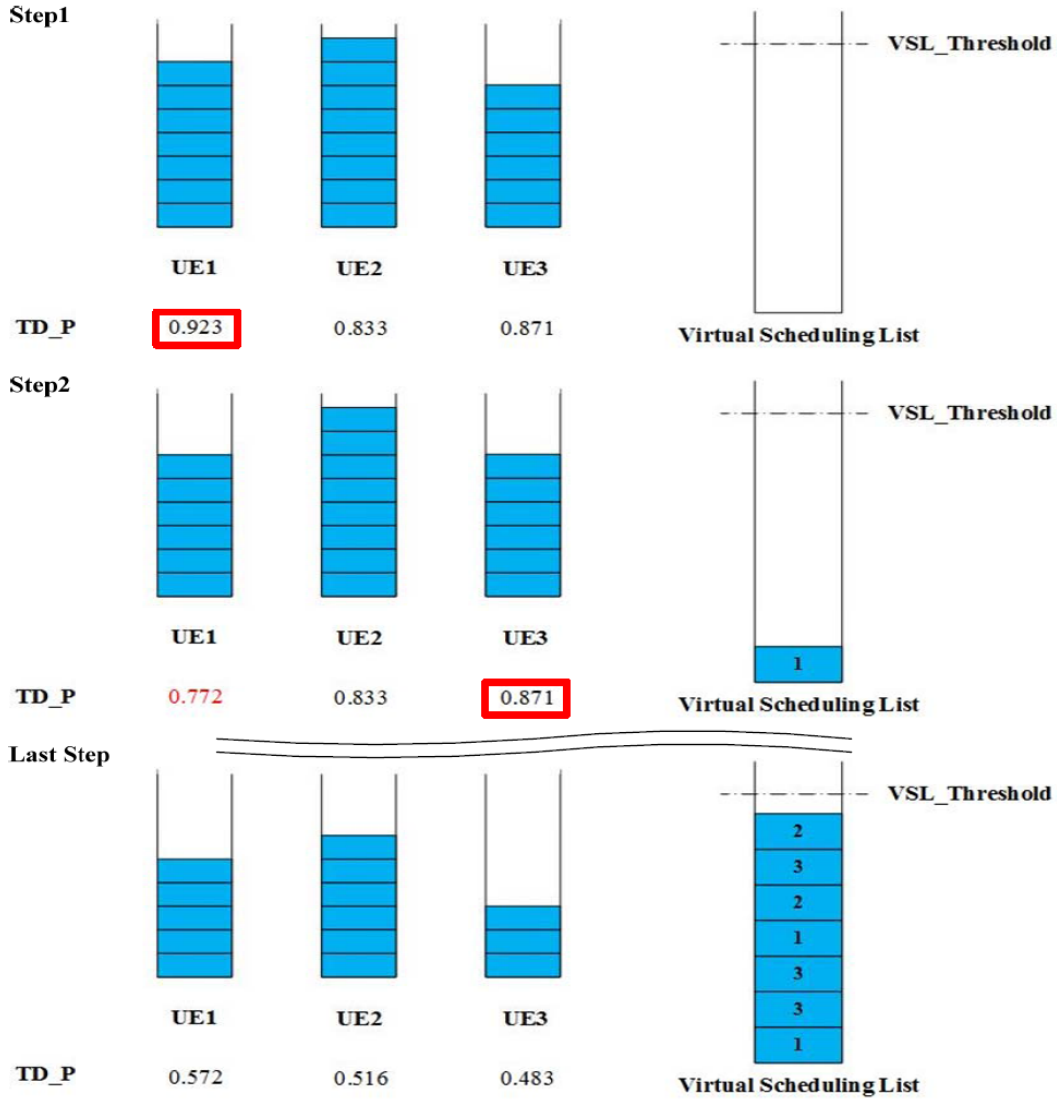 Step1
VSL_Threshold
UE1 UE2 UE3
TD_P 0.923 0.833 0.871
Virtual Scheduling List
Step2
VSL_Threshold
1
UE1 UE2 UE3
TD_P 0.772 0.833 0.871
Virtual Scheduling List
Last Step
VSL_Threshold
2
3
2
1
3
3
1
UE1 UE2 UE3
TD_P 0.572 0.516 0.483
Virtual Scheduling List